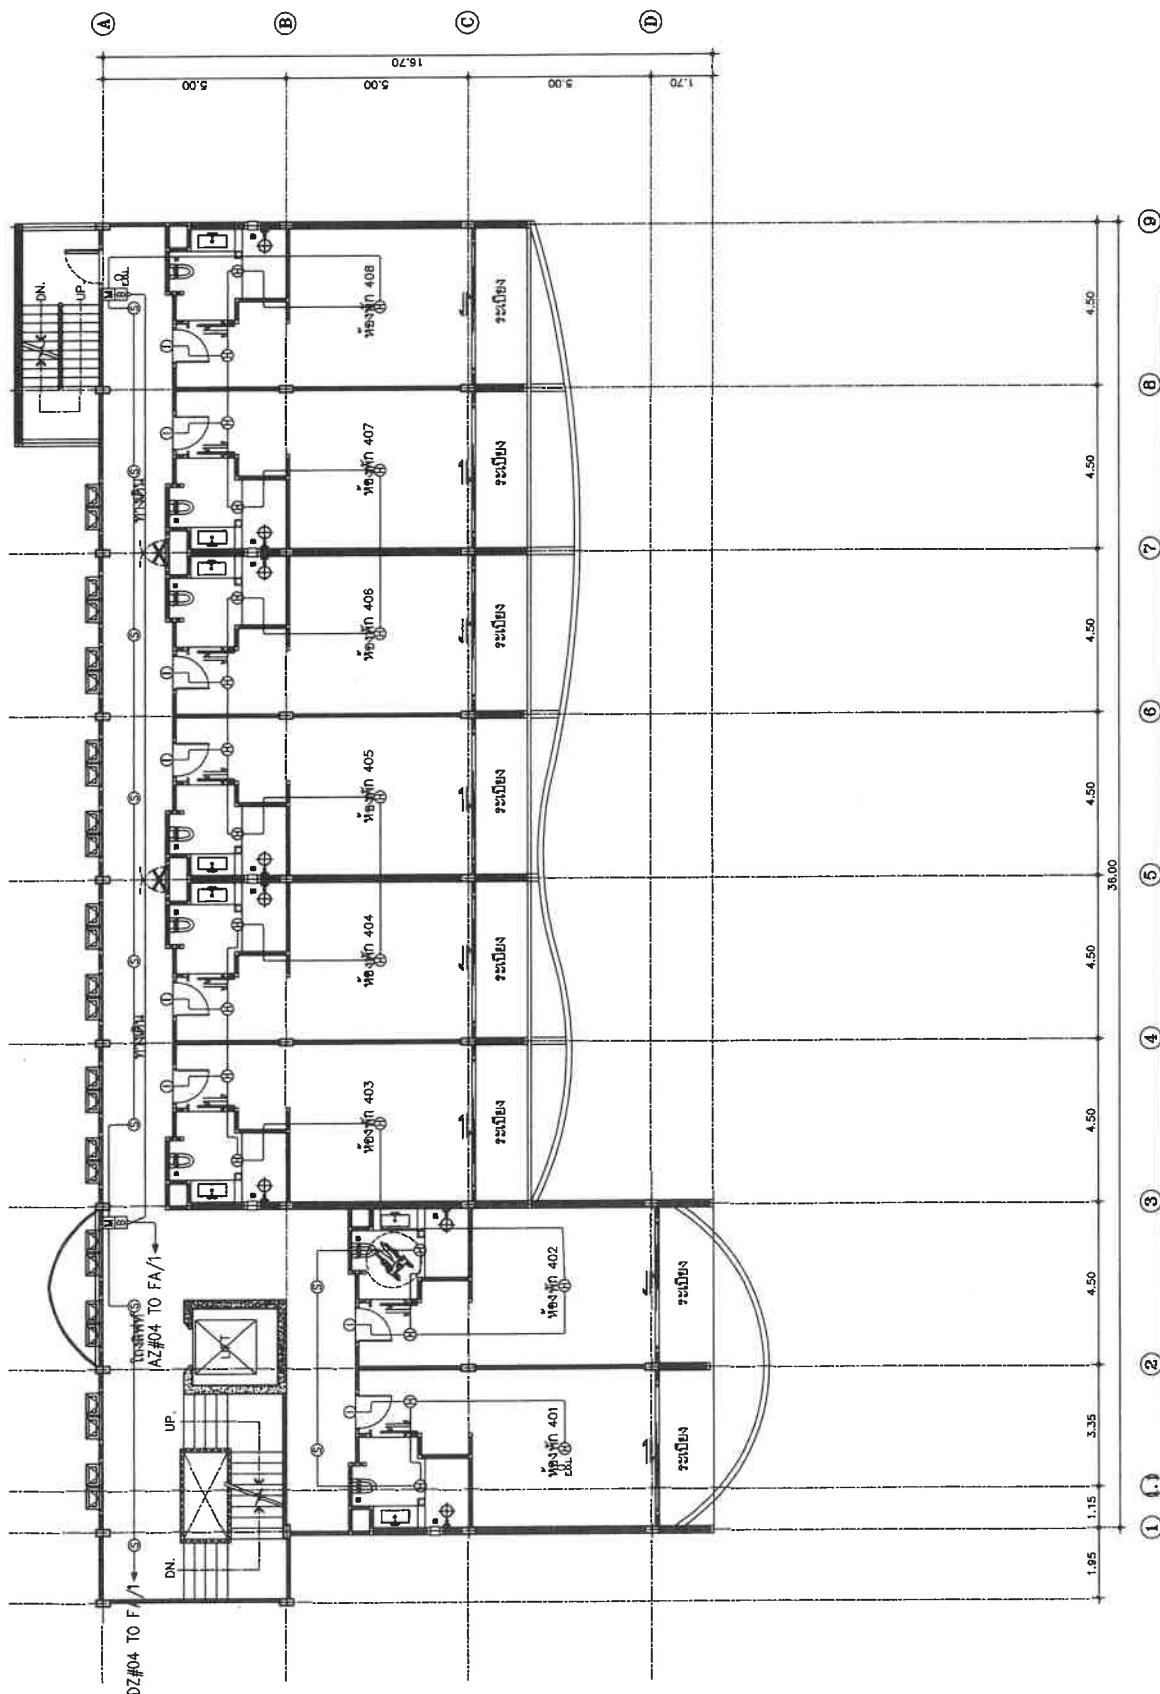 A
B
C
D
16.70
5.00
5.00
5.00
1.70
DN.
UP.
M
B
E.O.L.
S
ห้องพัก 408
ระเบียง
9
4.50
8
ห้องพัก 407
ระเบียง
S
ทางเดิน
4.50
7
ห้องพัก 406
ระเบียง
S
4.50
6
ห้องพัก 405
ระเบียง
S
4.50
5
36.00
ห้องพัก 404
ระเบียง
S
ทางเดิน
4.50
4
ห้องพัก 403
ระเบียง
S
4.50
3
M
B
AZ#04 TO FA/1
โถงลิฟท์
S
LIFT
ห้องพัก 402
ระเบียง
4.50
2
UP.
ห้องพัก 401
E.O.L.
ระเบียง
3.35
1.15
1
DN.
S
1.95
DZ#04 TO FA/1